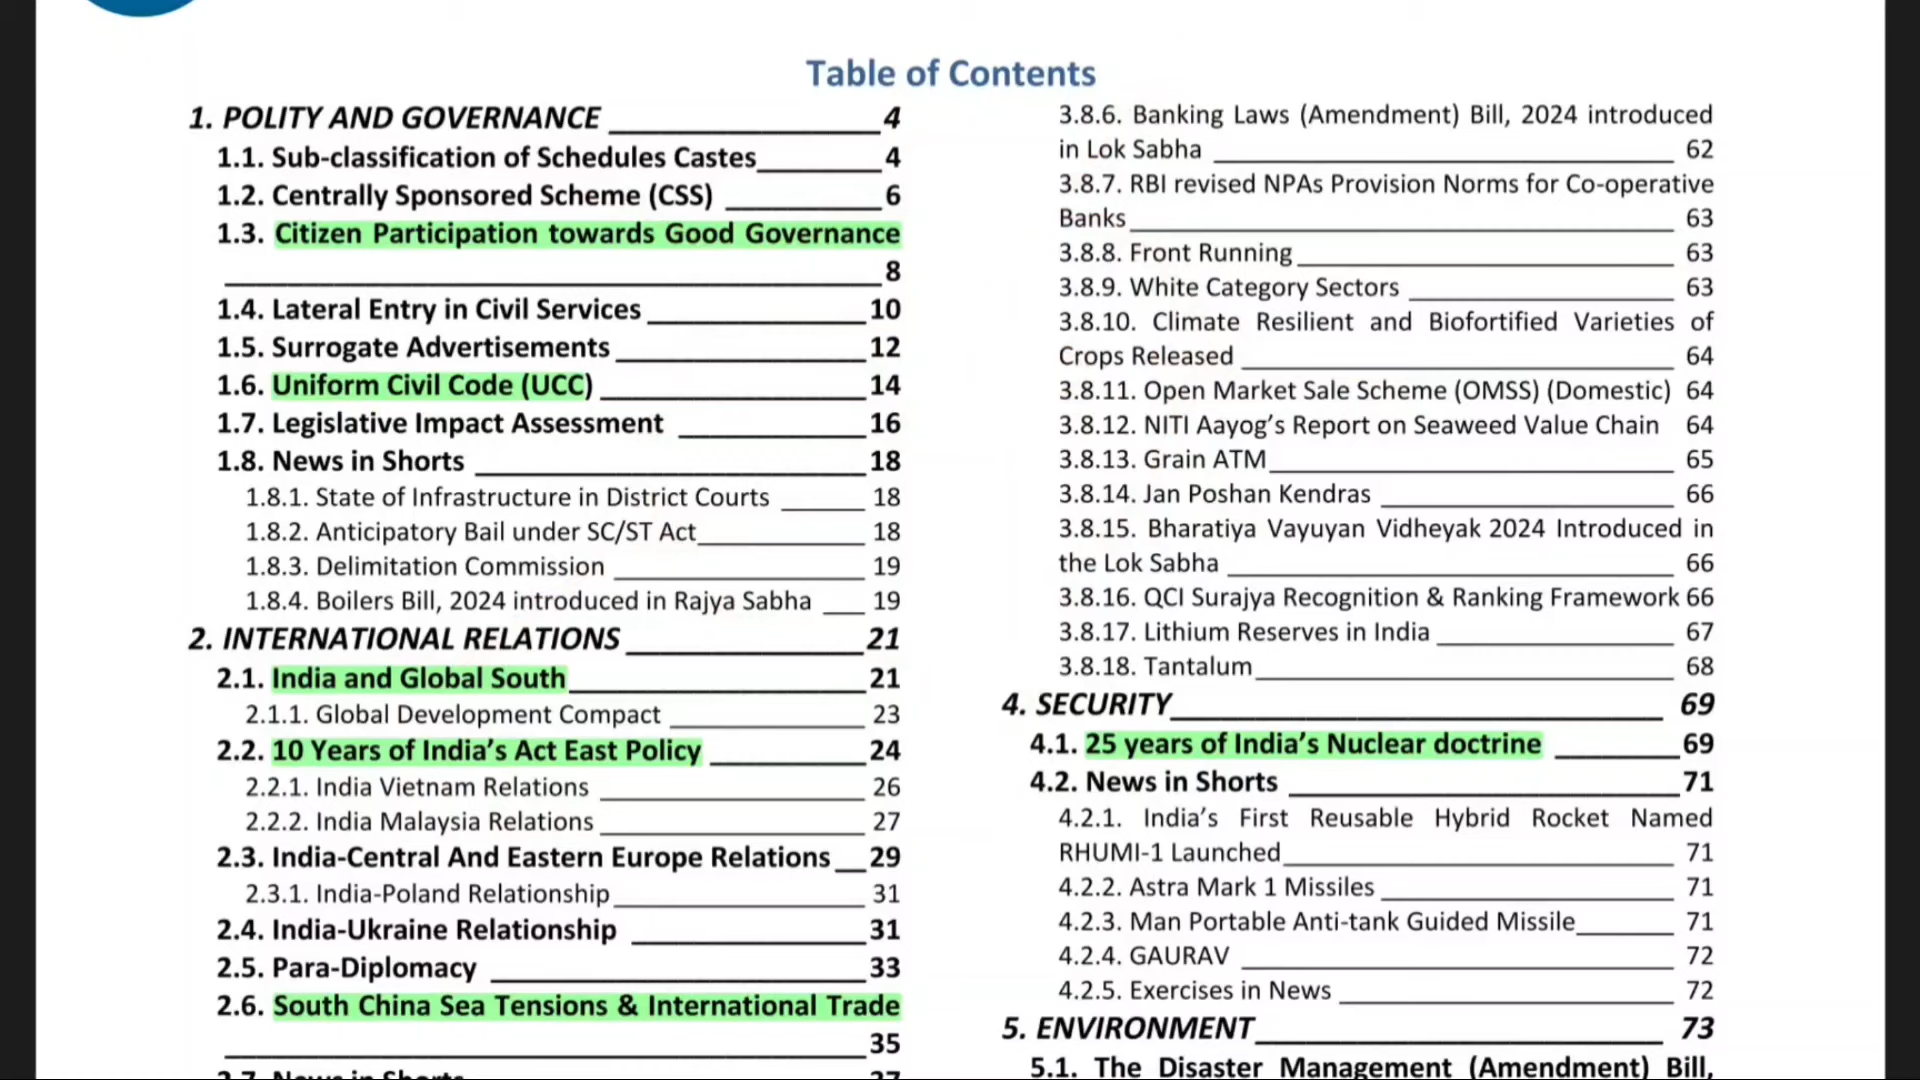 Table of Contents
1. POLITY AND GOVERNANCE 4
1.1. Sub-classification of Schedules Castes 4
1.2. Centrally Sponsored Scheme (CSS) 6
1.3. Citizen Participation towards Good Governance
8
1.4. Lateral Entry in Civil Services 10
1.5. Surrogate Advertisements 12
1.6. Uniform Civil Code (UCC) 14
1.7. Legislative Impact Assessment 16
1.8. News in Shorts 18
1.8.1. State of Infrastructure in District Courts 18
1.8.2. Anticipatory Bail under SC/ST Act 18
1.8.3. Delimitation Commission 19
1.8.4. Boilers Bill, 2024 introduced in Rajya Sabha 19
2. INTERNATIONAL RELATIONS 21
2.1. India and Global South 21
2.1.1. Global Development Compact 23
2.2. 10 Years of India’s Act East Policy 24
2.2.1. India Vietnam Relations 26
2.2.2. India Malaysia Relations 27
2.3. India-Central And Eastern Europe Relations 29
2.3.1. India-Poland Relationship 31
2.4. India-Ukraine Relationship 31
2.5. Para-Diplomacy 33
2.6. South China Sea Tensions & International Trade
35
2.7. News in Shorts 37
3.8.6. Banking Laws (Amendment) Bill, 2024 introduced
in Lok Sabha 62
3.8.7. RBI revised NPAs Provision Norms for Co-operative
Banks 63
3.8.8. Front Running 63
3.8.9. White Category Sectors 63
3.8.10. Climate Resilient and Biofortified Varieties of
Crops Released 64
3.8.11. Open Market Sale Scheme (OMSS) (Domestic) 64
3.8.12. NITI Aayog’s Report on Seaweed Value Chain 64
3.8.13. Grain ATM 65
3.8.14. Jan Poshan Kendras 66
3.8.15. Bharatiya Vayuyan Vidheyak 2024 Introduced in
the Lok Sabha 66
3.8.16. QCI Surajya Recognition & Ranking Framework 66
3.8.17. Lithium Reserves in India 67
3.8.18. Tantalum 68
4. SECURITY 69
4.1. 25 years of India’s Nuclear doctrine 69
4.2. News in Shorts 71
4.2.1. India’s First Reusable Hybrid Rocket Named
RHUMI-1 Launched 71
4.2.2. Astra Mark 1 Missiles 71
4.2.3. Man Portable Anti-tank Guided Missile 71
4.2.4. GAURAV 72
4.2.5. Exercises in News 72
5. ENVIRONMENT 73
5.1. The Disaster Management (Amendment) Bill,